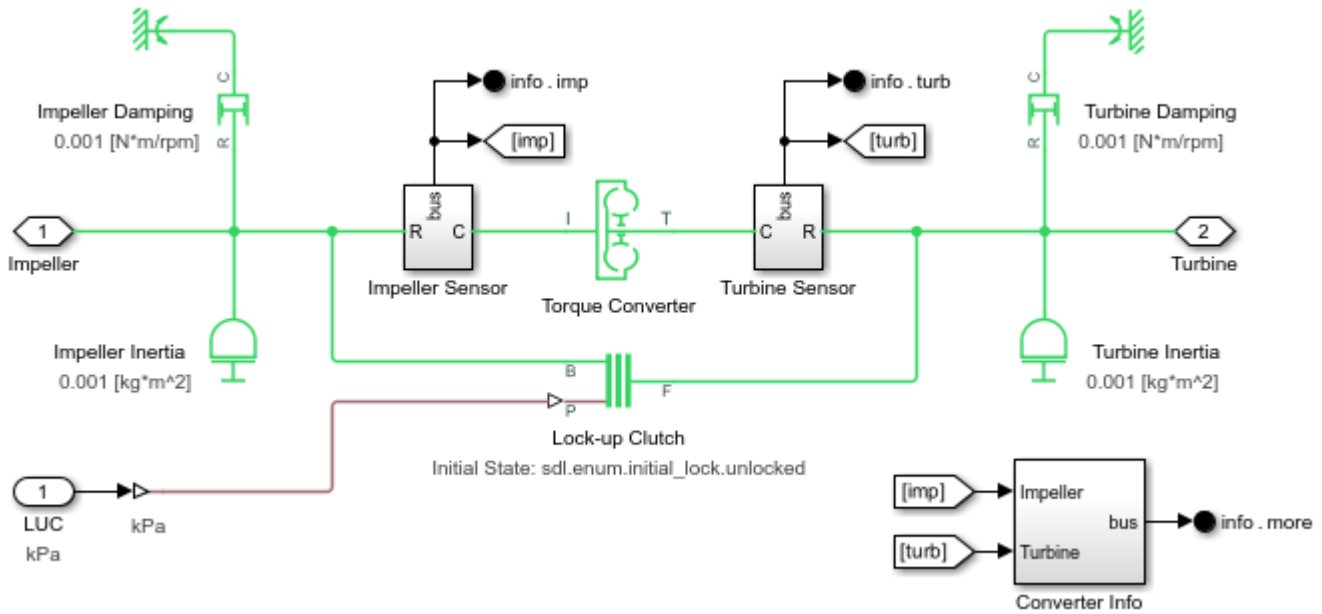 C
Impeller Damping
0.001 [N*m/rpm]
R
info . imp
[imp]
info . turb
[turb]
C
Turbine Damping
0.001 [N*m/rpm]
R
1
Impeller
bus
R C
Impeller Sensor
I T
Torque Converter
bus
C R
Turbine Sensor
2
Turbine
Impeller Inertia
0.001 [kg*m^2]
B
P
F
Lock-up Clutch
Initial State: sdl.enum.initial_lock.unlocked
Turbine Inertia
0.001 [kg*m^2]
1
LUC
kPa
kPa
[imp]
[turb]
Impeller
Turbine
bus
info . more
Converter Info